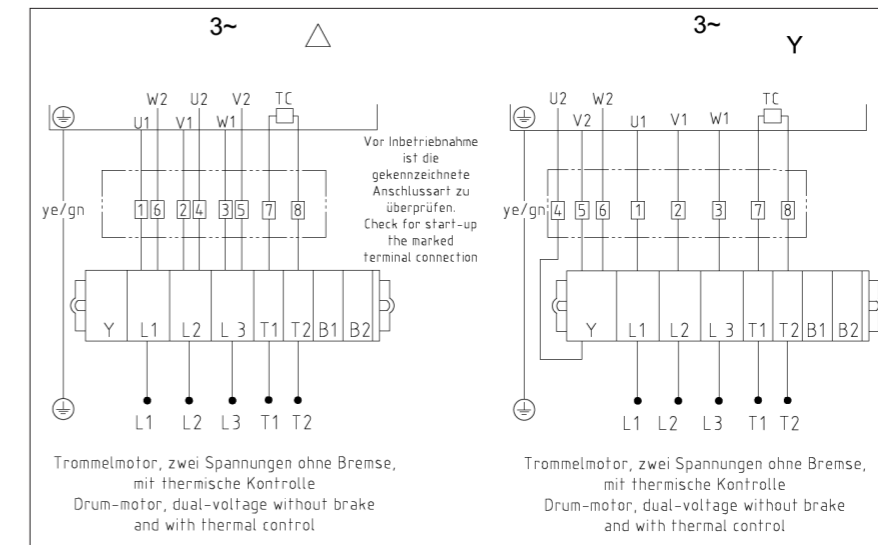 3~ △
W2 U2 V2 TC
U1 V1 W1
ye/gn
1 6 2 4 3 5 7 8
Y L1 L2 L 3 T1 T2 B1 B2
L1 L2 L3 T1 T2
Trommelmotor, zwei Spannungen ohne Bremse,
mit thermische Kontrolle
Drum-motor, dual-voltage without brake
and with thermal control
Vor Inbetriebnahme
ist die
gekennzeichnete
Anschlussart zu
überprüfen.
Check for start-up
the marked
terminal connection
3~ Y
U2 W2 TC
V2 U1 V1 W1
ye/gn
4 5 6 1 2 3 7 8
Y L1 L2 L 3 T1 T2 B1 B2
L1 L2 L3 T1 T2
Trommelmotor, zwei Spannungen ohne Bremse,
mit thermische Kontrolle
Drum-motor, dual-voltage without brake
and with thermal control